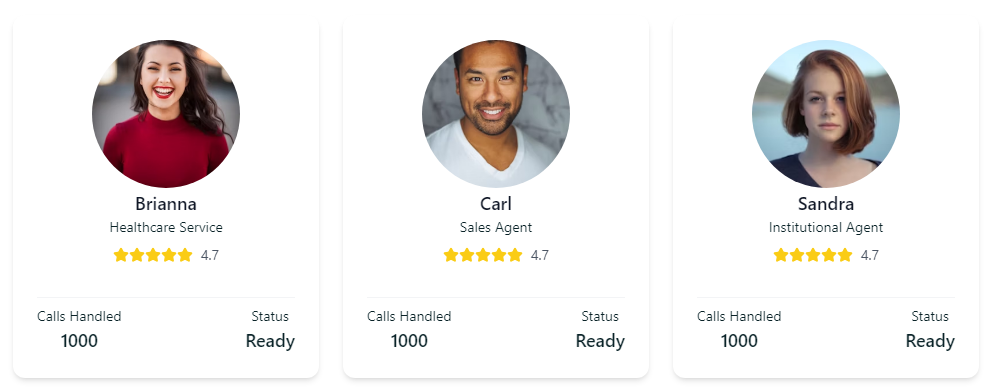 Brianna
Healthcare Service
4.7
Calls Handled Status
1000 Ready
Carl
Sales Agent
4.7
Calls Handled Status
1000 Ready
Sandra
Institutional Agent
4.7
Calls Handled Status
1000 Ready